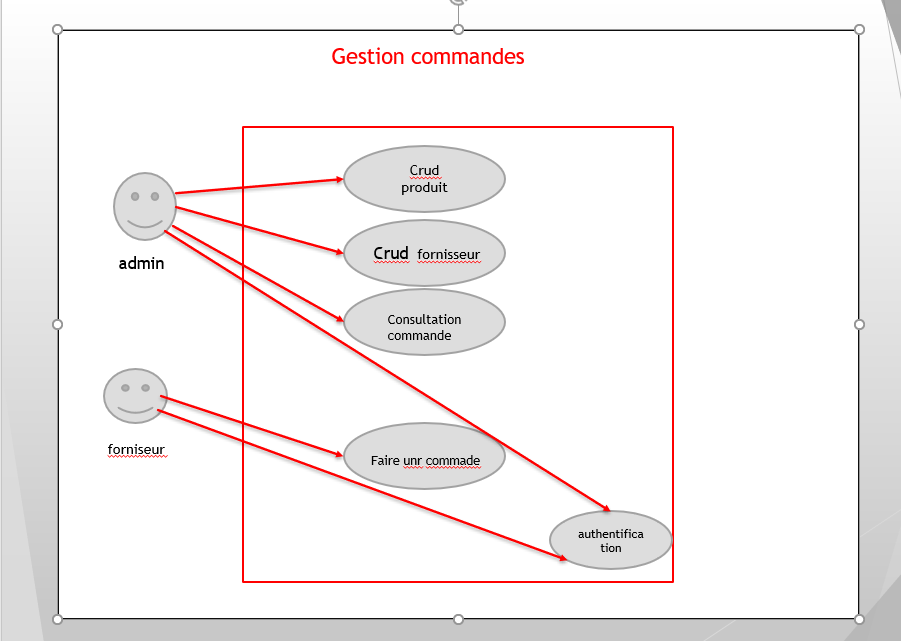 Gestion commandes
Crud
produit
Crud fornisseur
admin
Consultation
commande
forniseur
Faire unr commade
authentifica
tion